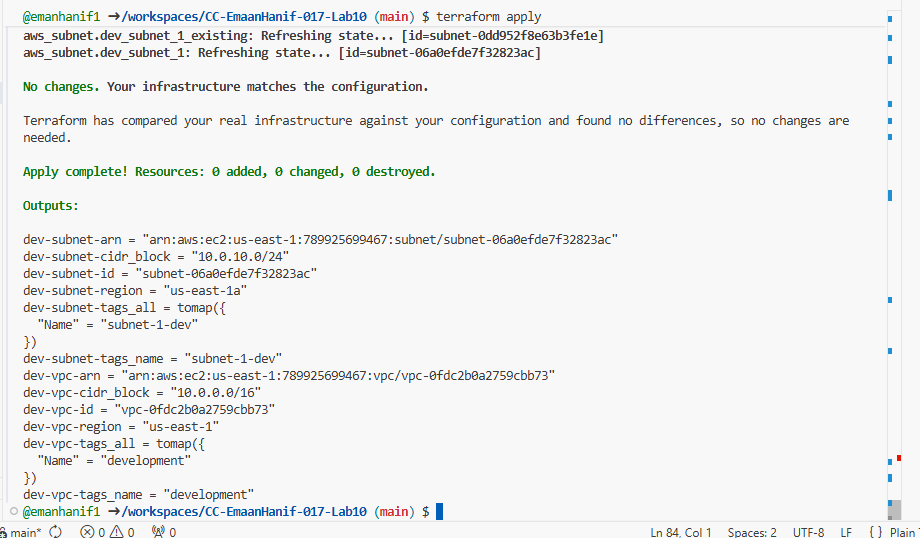 @emanhanif1 ➜/workspaces/CC-EmaanHanif-017-Lab10 (main) $ terraform apply
aws_subnet.dev_subnet_1_existing: Refreshing state... [id=subnet-0dd952f8e63b3fe1e]
aws_subnet.dev_subnet_1: Refreshing state... [id=subnet-06a0efde7f32823ac]
No changes. Your infrastructure matches the configuration.
Terraform has compared your real infrastructure against your configuration and found no differences, so no changes are
needed.
Apply complete! Resources: 0 added, 0 changed, 0 destroyed.
Outputs:
dev-subnet-arn = "arn:aws:ec2:us-east-1:789925699467:subnet/subnet-06a0efde7f32823ac"
dev-subnet-cidr_block = "10.0.10.0/24"
dev-subnet-id = "subnet-06a0efde7f32823ac"
dev-subnet-region = "us-east-1a"
dev-subnet-tags_all = tomap({
  "Name" = "subnet-1-dev"
})
dev-subnet-tags_name = "subnet-1-dev"
dev-vpc-arn = "arn:aws:ec2:us-east-1:789925699467:vpc/vpc-0fdc2b0a2759cbb73"
dev-vpc-cidr_block = "10.0.0.0/16"
dev-vpc-id = "vpc-0fdc2b0a2759cbb73"
dev-vpc-region = "us-east-1"
dev-vpc-tags_all = tomap({
  "Name" = "development"
})
dev-vpc-tags_name = "development"
@emanhanif1 ➜/workspaces/CC-EmaanHanif-017-Lab10 (main) $
main* 0 0 0 Ln 84, Col 1 Spaces: 2 UTF-8 LF { } Plain